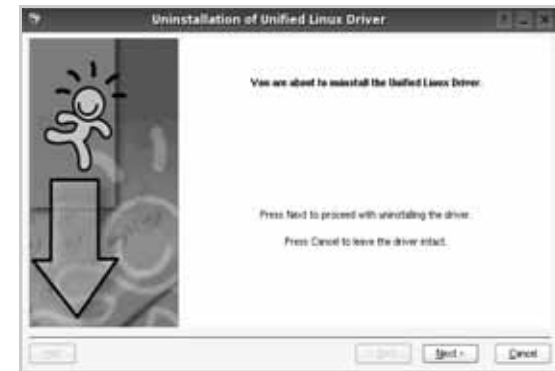 Uninstallation of Unified Linux Driver
You are about to uninstall the Unified Linux Driver.
Press Next to proceed with uninstalling the driver.
Press Cancel to leave the driver intact.
Next >
Cancel